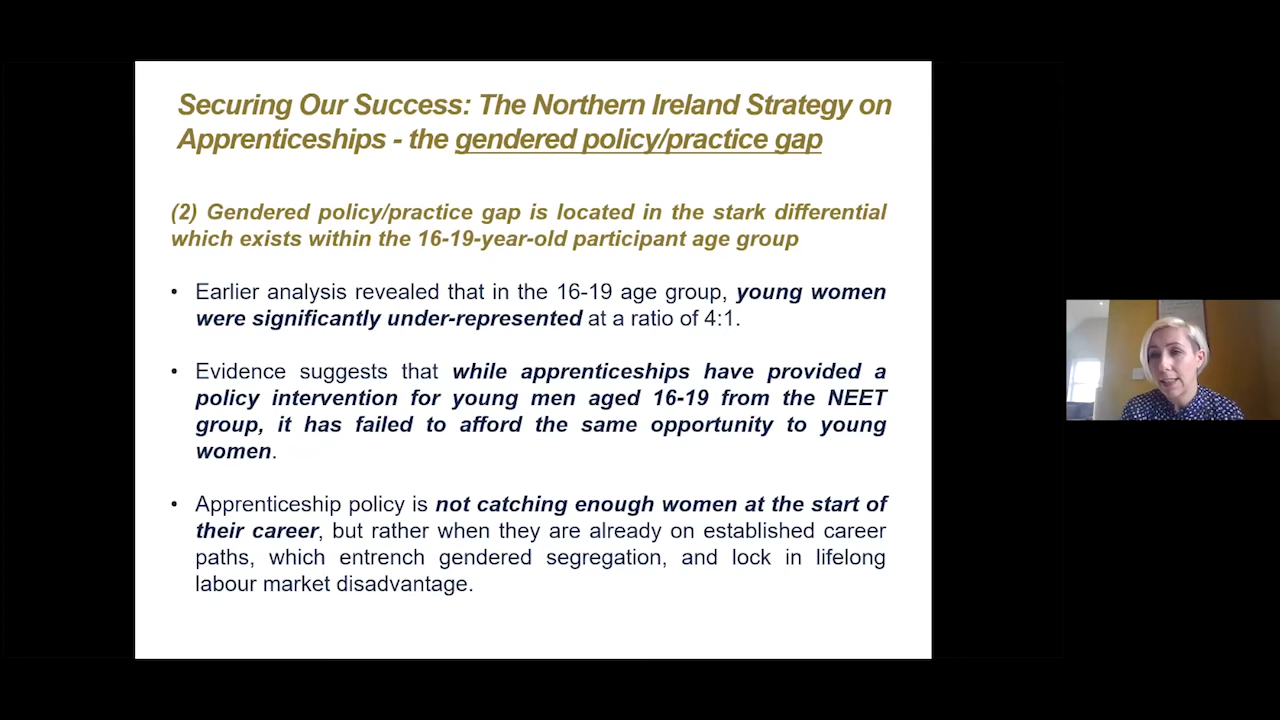 Securing Our Success: The Northern Ireland Strategy on
Apprenticeships - the gendered policy/practice gap
(2) Gendered policy/practice gap is located in the stark differential
which exists within the 16-19-year-old participant age group
• Earlier analysis revealed that in the 16-19 age group, young women
were significantly under-represented at a ratio of 4:1.
• Evidence suggests that while apprenticeships have provided a
policy intervention for young men aged 16-19 from the NEET
group, it has failed to afford the same opportunity to young
women.
• Apprenticeship policy is not catching enough women at the start of
their career, but rather when they are already on established career
paths, which entrench gendered segregation, and lock in lifelong
labour market disadvantage.